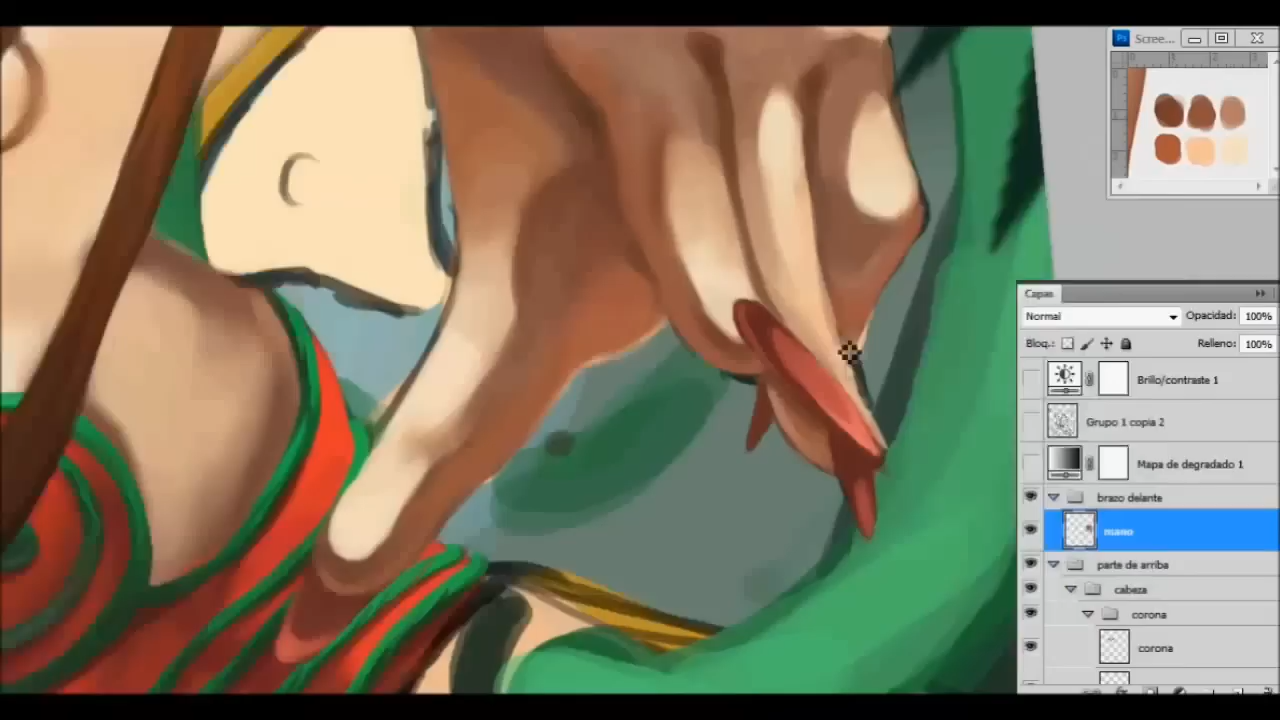 Scree...
Capas
Normal Opacidad: 100%
Bloq.: Relleno: 100%
Brillo/contraste 1
Grupo 1 copia 2
Mapa de degradado 1
brazo delante
mano
parte de arriba
cabeza
corona
corona